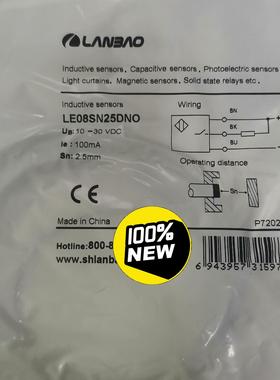 LANBAO
Inductive sensors, Capacitive sensors, Photoelectric sensors
Light curtains, Magnetic sensors, Solid state relays etc.
Inductive sensors
LE08SN25DNO
UB: 10-30 VDC
Ie : 100mA
Sn: 2.5mm
Wiring
BN
+
BK
BU
-
Operating distance
Sn
Made in China
P7202
Hotline: 800-8
www.shlanba
6 943957 31597
100%
NEW